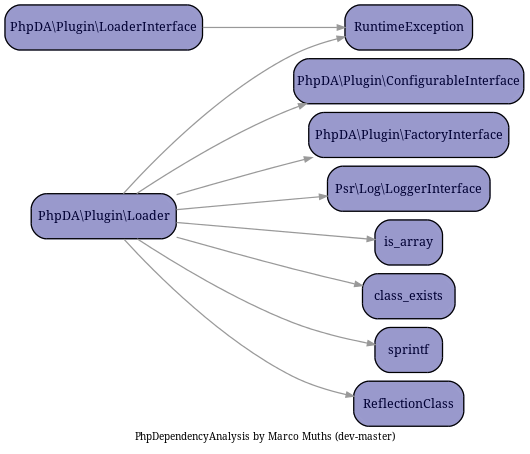 PhpDA\Plugin\LoaderInterface
RuntimeException
PhpDA\Plugin\ConfigurableInterface
PhpDA\Plugin\FactoryInterface
Psr\Log\LoggerInterface
PhpDA\Plugin\Loader
is_array
class_exists
sprintf
ReflectionClass
PhpDependencyAnalysis by Marco Muths (dev-master)